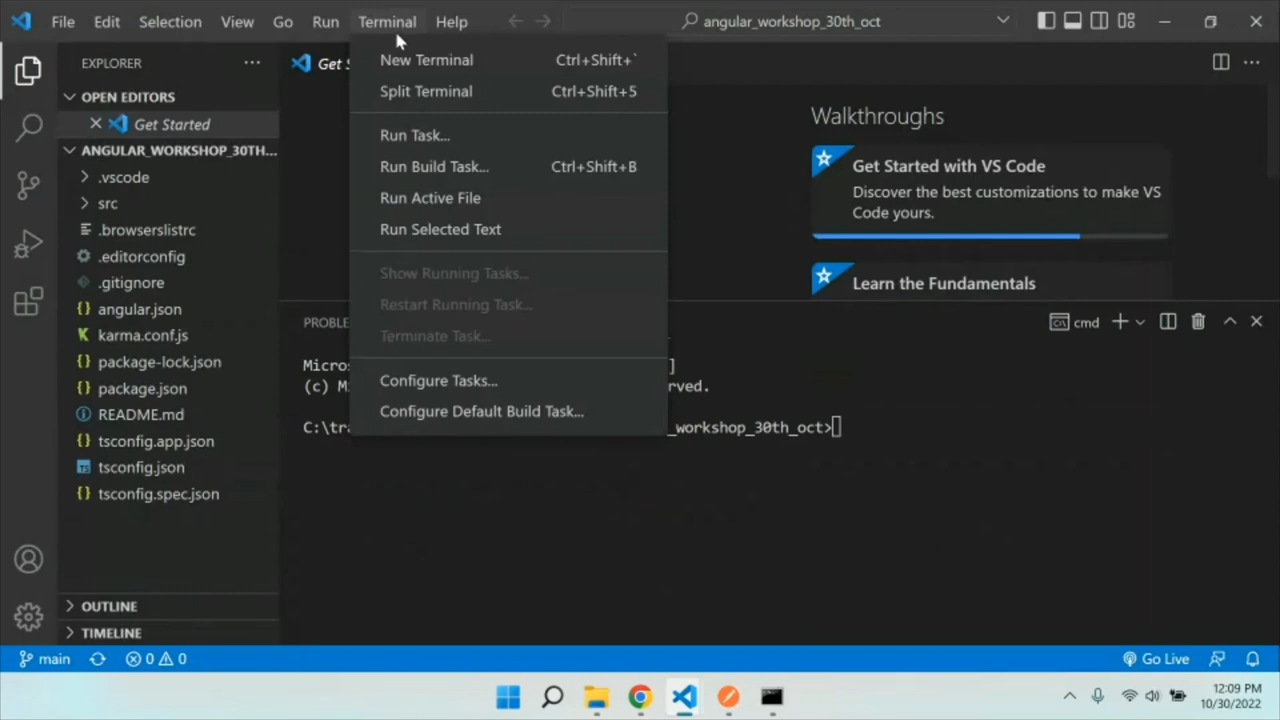 File Edit Selection View Go Run Terminal Help angular_workshop_30th_oct
EXPLORER
OPEN EDITORS
Get Started
ANGULAR_WORKSHOP_30TH...
.vscode
src
.browserslistrc
.editorconfig
.gitignore
angular.json
karma.conf.js
package-lock.json
package.json
README.md
tsconfig.app.json
tsconfig.json
tsconfig.spec.json
OUTLINE
TIMELINE
Get S
New Terminal Ctrl+Shift+`
Split Terminal Ctrl+Shift+5
Run Task...
Run Build Task... Ctrl+Shift+B
Run Active File
Run Selected Text
Show Running Tasks...
Restart Running Task...
Terminate Task...
Configure Tasks...
Configure Default Build Task...
Walkthroughs
Get Started with VS Code
Discover the best customizations to make VS
Code yours.
Learn the Fundamentals
PROBLE
cmd
Micros ]
(c) Mi rved.
C:\tra _workshop_30th_oct>
main 0 0 Go Live
12:09 PM
10/30/2022